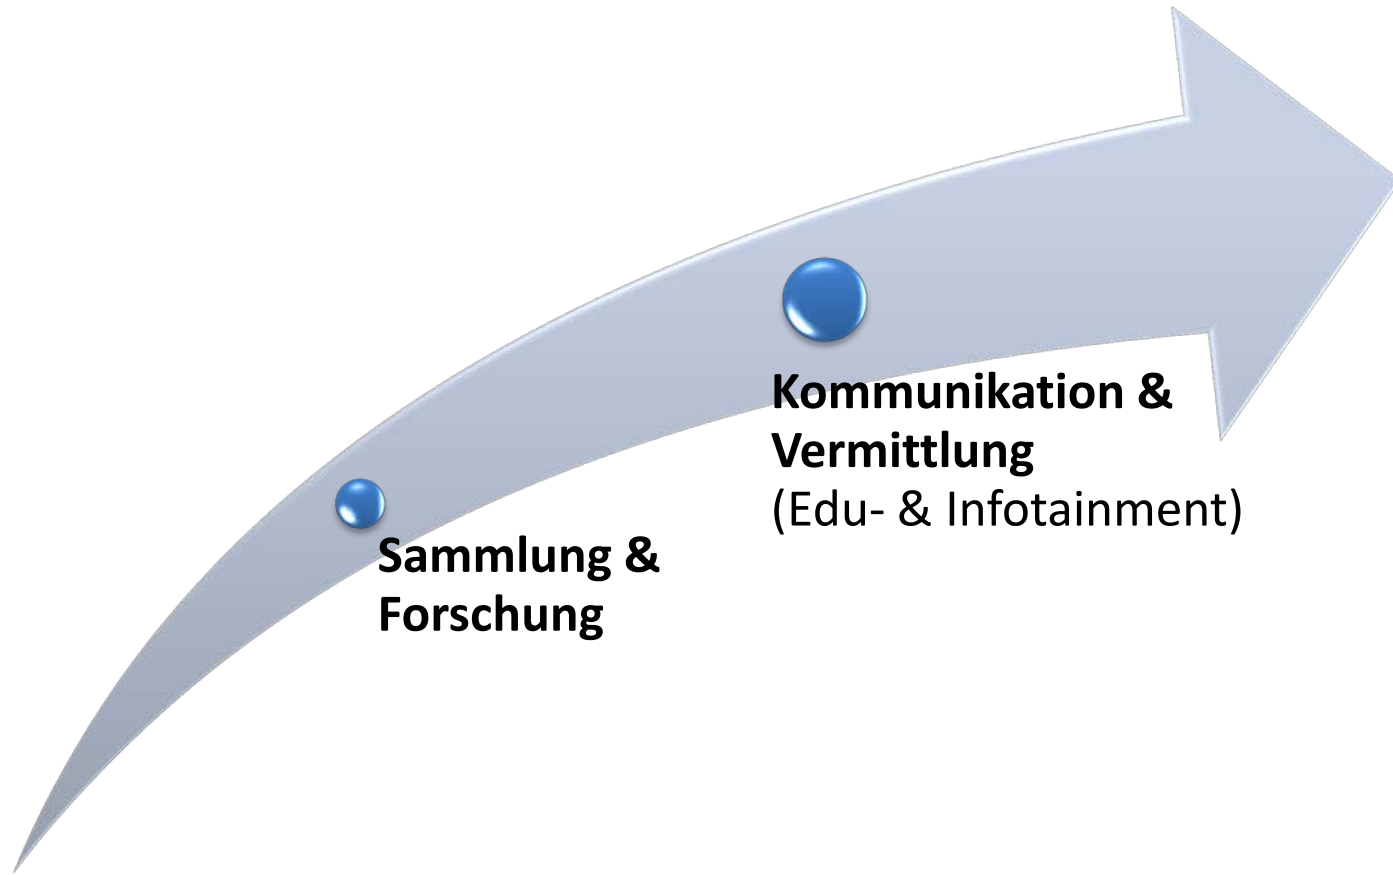 Kommunikation &
Vermittlung
(Edu- & Infotainment)
Sammlung &
Forschung